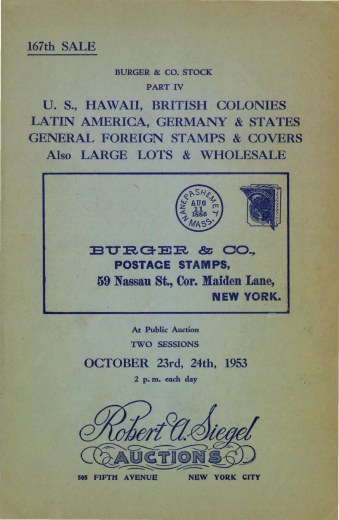 167th SALE
BURGER & CO. STOCK
PART IV
U. S., HAWAII, BRITISH COLONIES
LATIN AMERICA, GERMANY & STATES
GENERAL FOREIGN STAMPS & COVERS
Also LARGE LOTS & WHOLESALE
NANEPASHEMET
AUG
11
1886
MASS.
BURGER & CO.,
POSTAGE STAMPS,
59 Nassau St., Cor. Maiden Lane,
NEW YORK.
At Public Auction
TWO SESSIONS
OCTOBER 23rd, 24th, 1953
2 p. m. each day
Robert A. Siegel
AUCTIONS
505 FIFTH AVENUE NEW YORK CITY